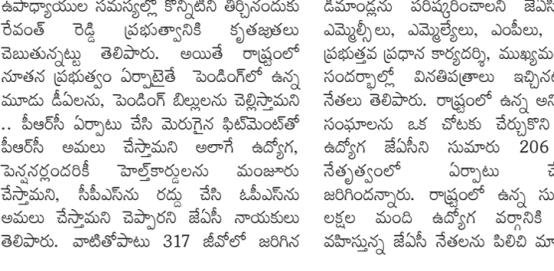 ఉపాధ్యాయుల సమస్యల్లో కొన్నిటిని తీర్చినందుకు
రేవంత్ రెడ్డి ప్రభుత్వానికి కృతజ్ఞతలు
చెబుతున్నట్టు తెలిపారు. అయితే రాష్ట్రంలో
నూతన ప్రభుత్వం ఏర్పాటైతే పెండింగ్‌లో ఉన్న
మూడు డీఏలను, పెండింగ్ బిల్లులను చెల్లిస్తామని
.. పీఆర్‌సీ ఏర్పాటు చేసి మెరుగైన ఫిట్‌మెంట్‌తో
పీఆర్‌సీ అమలు చేస్తామని అలాగే ఉద్యోగ,
పెన్షనర్లందరికీ హెల్త్‌కార్డులను మంజూరు
చేస్తామని, సీపీఎస్‌ను రద్దు చేసి ఓపీఎస్‌ను
అమలు చేస్తామని చెప్పారని జేఏసీ నాయకులు
తెలిపారు. వాటితోపాటు 317 జీవోలో జరిగిన
డిమాండ్లను పరిష్కరించాలని జేఏస
ఎమ్మెల్సీలు, ఎమ్మెల్యేలు, ఎంపీలు,
ప్రభుత్వ ప్రధాన కార్యదర్శి, ముఖ్యమ
సందర్భాల్లో వినతిపత్రాలు ఇచ్చినట
నేతలు తెలిపారు. రాష్ట్రంలో ఉన్న అన
సంఘాలను ఒక చోటకు చేర్చుకొని
ఉద్యోగ జేఏసీని సుమారు 206
నేతృత్వంలో ఏర్పాటు చ
జరిగిందన్నారు. రాష్ట్రంలో ఉన్న సు
లక్షల మంది ఉద్యోగ వర్గానికి
వహిస్తున్న జేఏసీ నేతలను పిలిచి మా